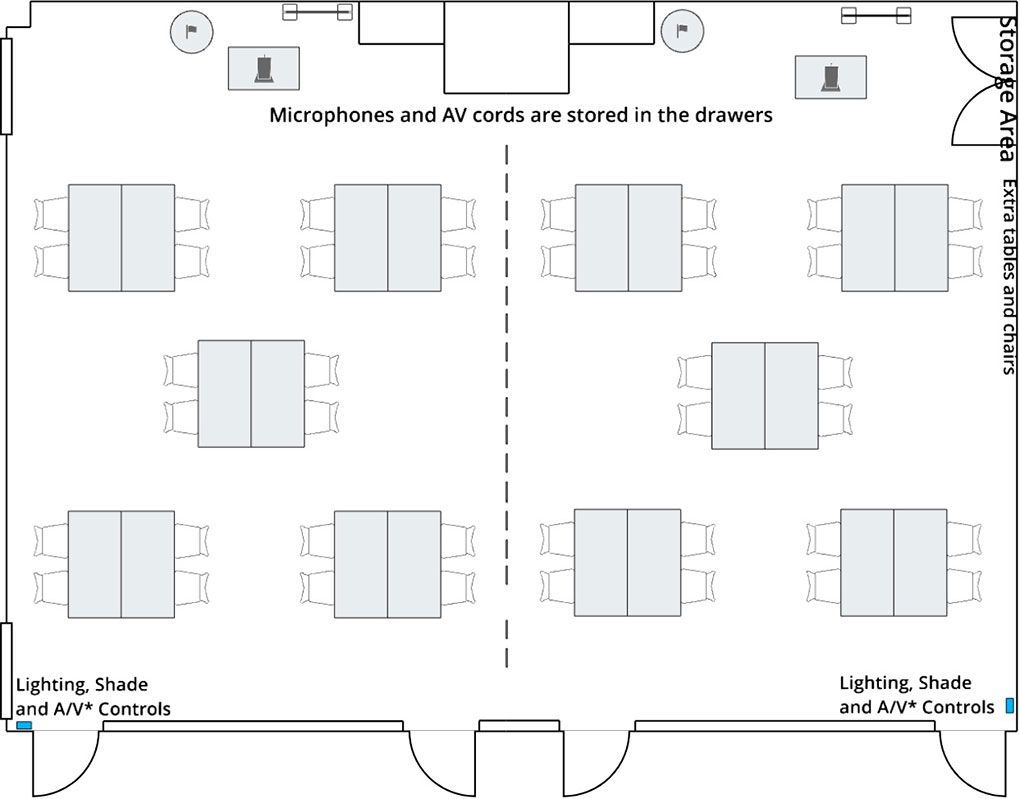 Microphones and AV cords are stored in the drawers
Storage Area
Extra tables and chairs
Lighting, Shade
and A/V* Controls
Lighting, Shade
and A/V* Controls